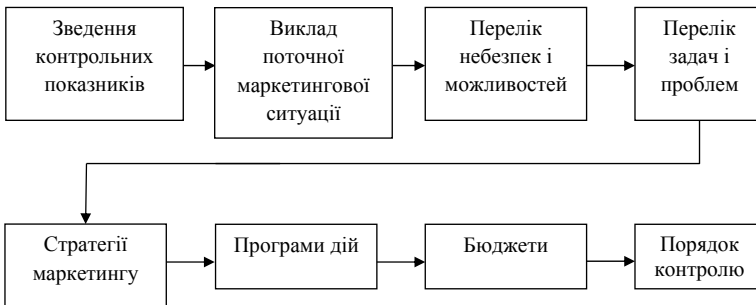 Зведення
контрольних
показників
Виклад
поточної
маркетингової
ситуації
Перелік
небезпек і
можливостей
Перелік
задач і
проблем
Стратегії
маркетингу
Програми дій
Бюджети
Порядок
контролю